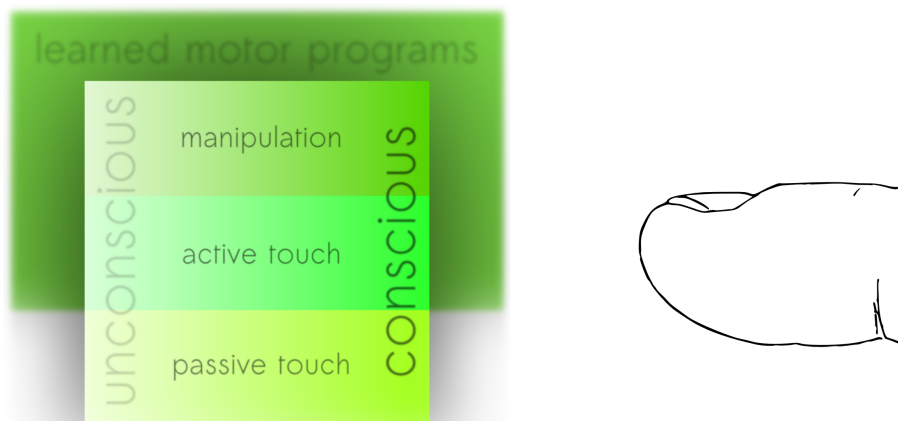 learned motor programs
unconscious
manipulation
conscious
active touch
passive touch